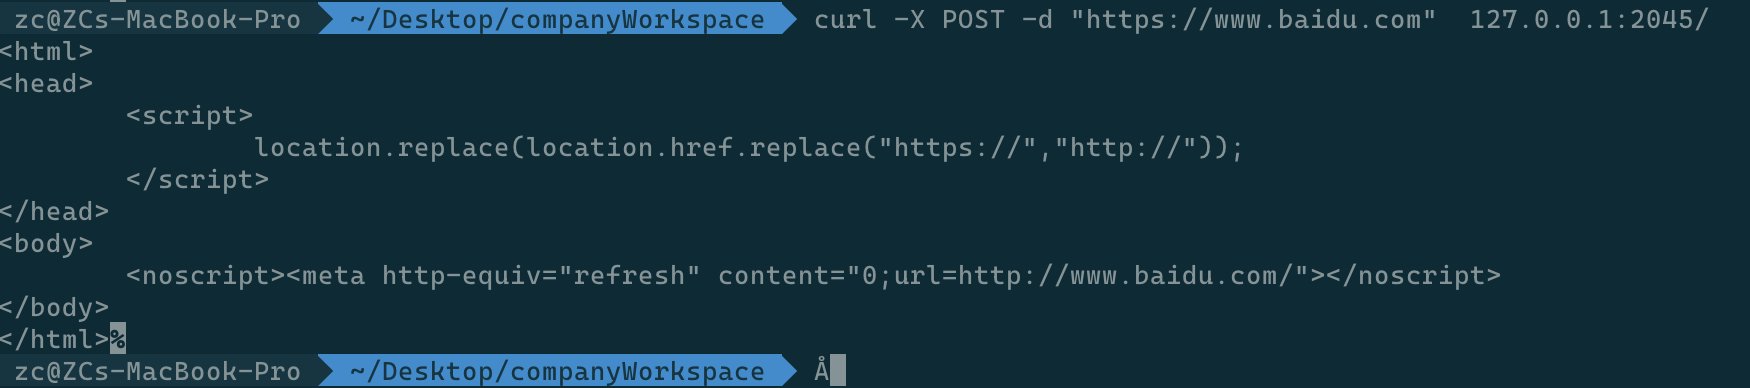 zc@ZCs-MacBook-Pro ~/Desktop/companyWorkspace curl -X POST -d "https://www.baidu.com"  127.0.0.1:2045/
<html>
<head>
        <script>
                location.replace(location.href.replace("https://","http://"));
        </script>
</head>
<body>
        <noscript><meta http-equiv="refresh" content="0;url=http://www.baidu.com/"></noscript>
</body>
</html>%
zc@ZCs-MacBook-Pro ~/Desktop/companyWorkspace Å